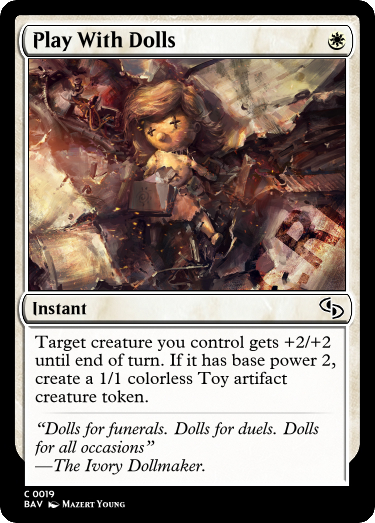 Play With Dolls
Instant
Target creature you control gets +2/+2
until end of turn. If it has base power 2,
create a 1/1 colorless Toy artifact
creature token.
“Dolls for funerals. Dolls for duels. Dolls
for all occasions”
—The Ivory Dollmaker.
C 0019
BAV Mazert Young